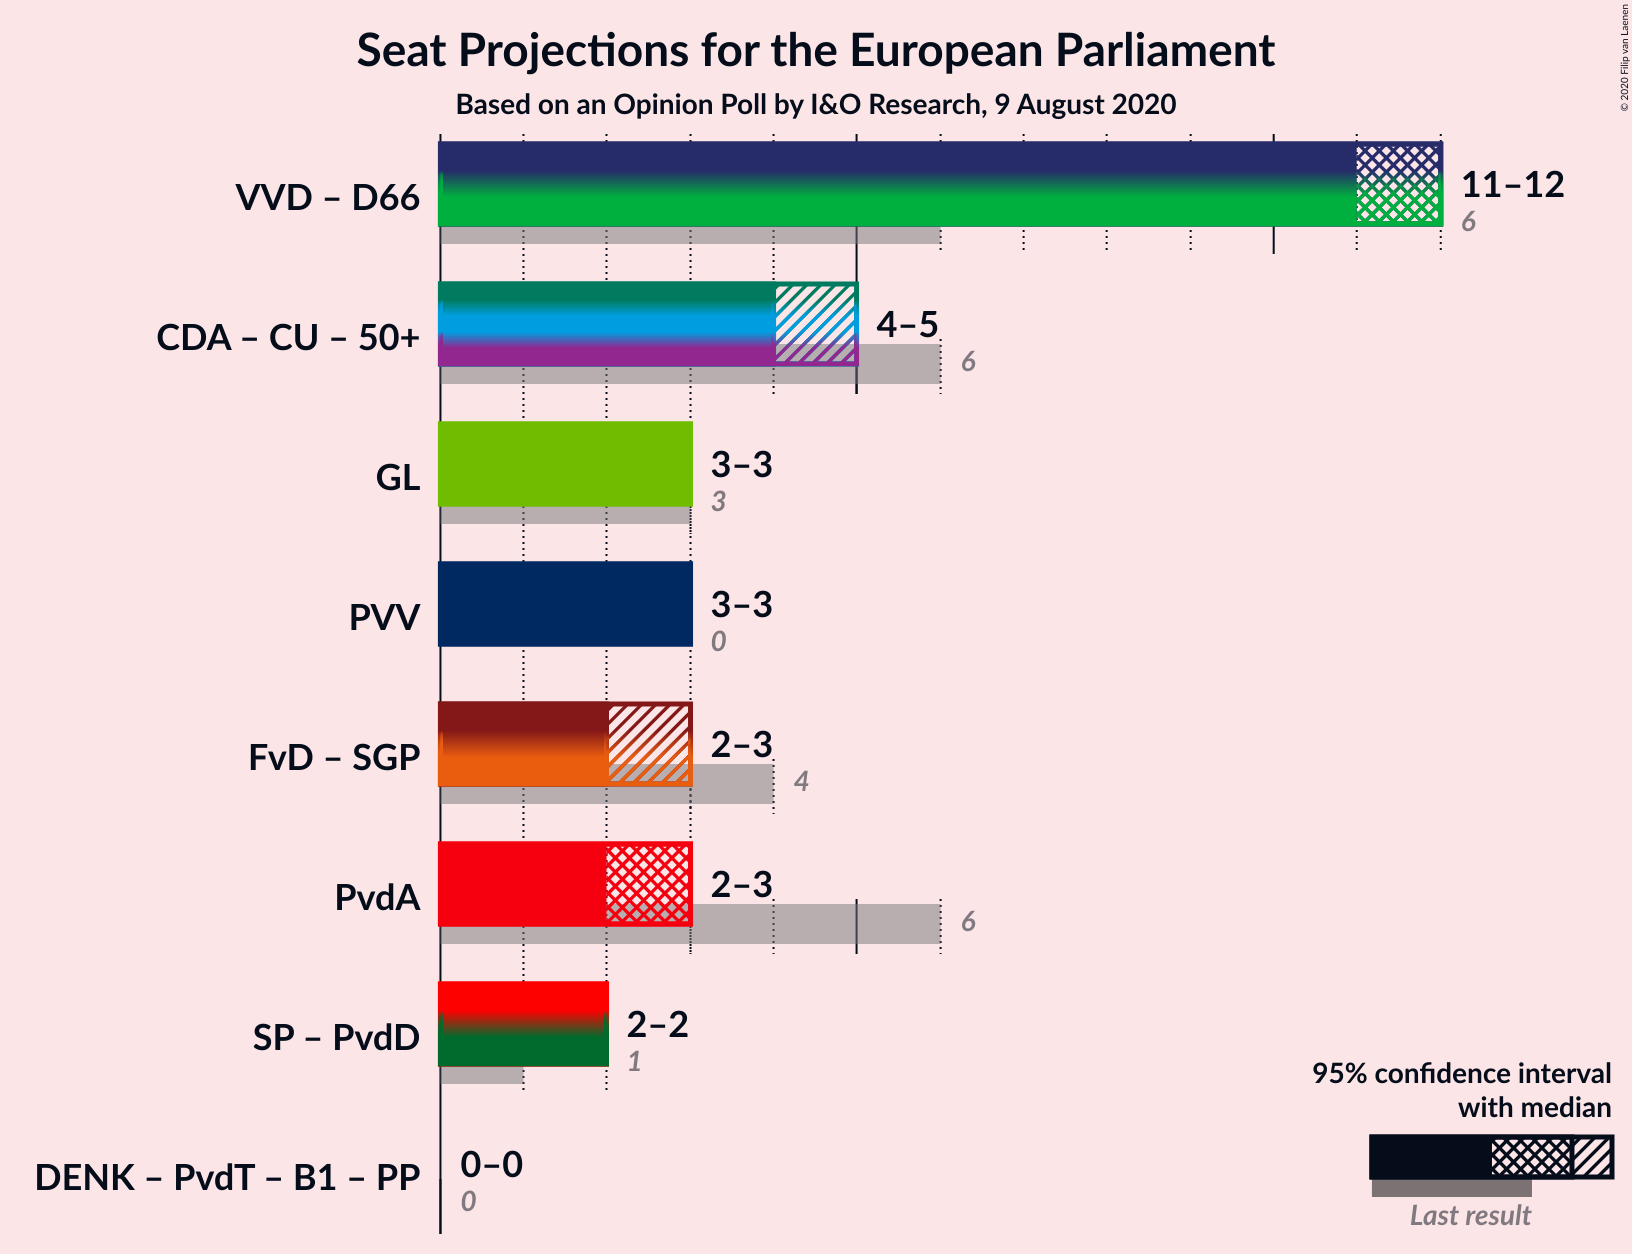 Seat Projections for the European Parliament
Based on an Opinion Poll by I&O Research, 9 August 2020
© 2020 Filip van Laenen
VVD – D66
11–12
6
CDA – CU – 50+
4–5
6
GL
3–3
3
PVV
3–3
0
FvD – SGP
2–3
4
PvdA
2–3
6
SP – PvdD
2–2
1
DENK – PvdT – B1 – PP
0–0
0
95% confidence interval
with median
Last result